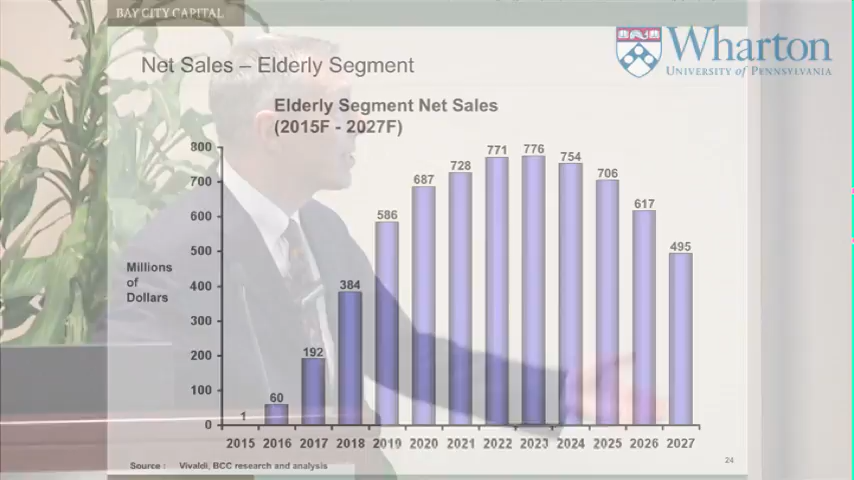 BAY CITY CAPITAL
Wharton
UNIVERSITY of PENNSYLVANIA
Net Sales – Elderly Segment
Elderly Segment Net Sales
(2015F - 2027F)
Millions
of
Dollars
800
700
600
500
400
300
200
100
0
1
60
192
384
586
687
728
771
776
754
706
617
495
2015 2016 2017 2018 2019 2020 2021 2022 2023 2024 2025 2026 2027
Source : Vivaldi, BCC research and analysis
24